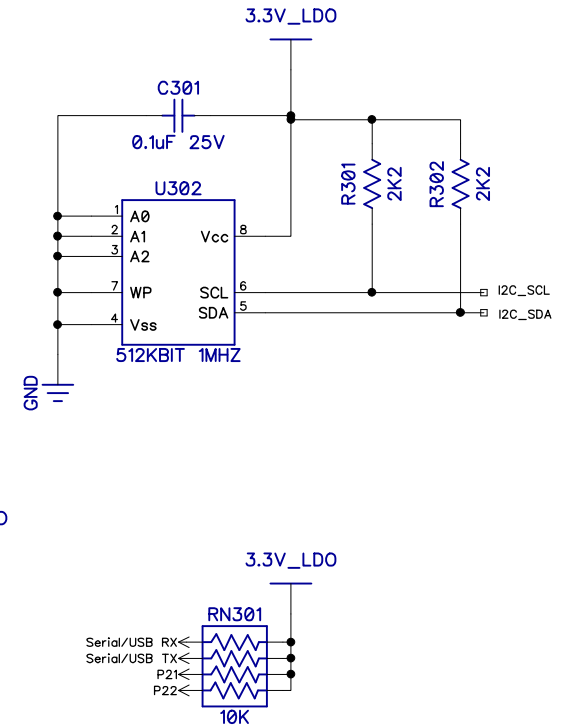 3.3V_LDO
C301
0.1uF 25V
U302
1 A0
2 A1
3 A2
7 WP
4 Vss
Vcc 8
SCL 6
SDA 5
512KBIT 1MHZ
R301
2K2
R302
2K2
I2C_SCL
I2C_SDA
GND
3.3V_LDO
RN301
Serial/USB RX
Serial/USB TX
P21
P22
10K